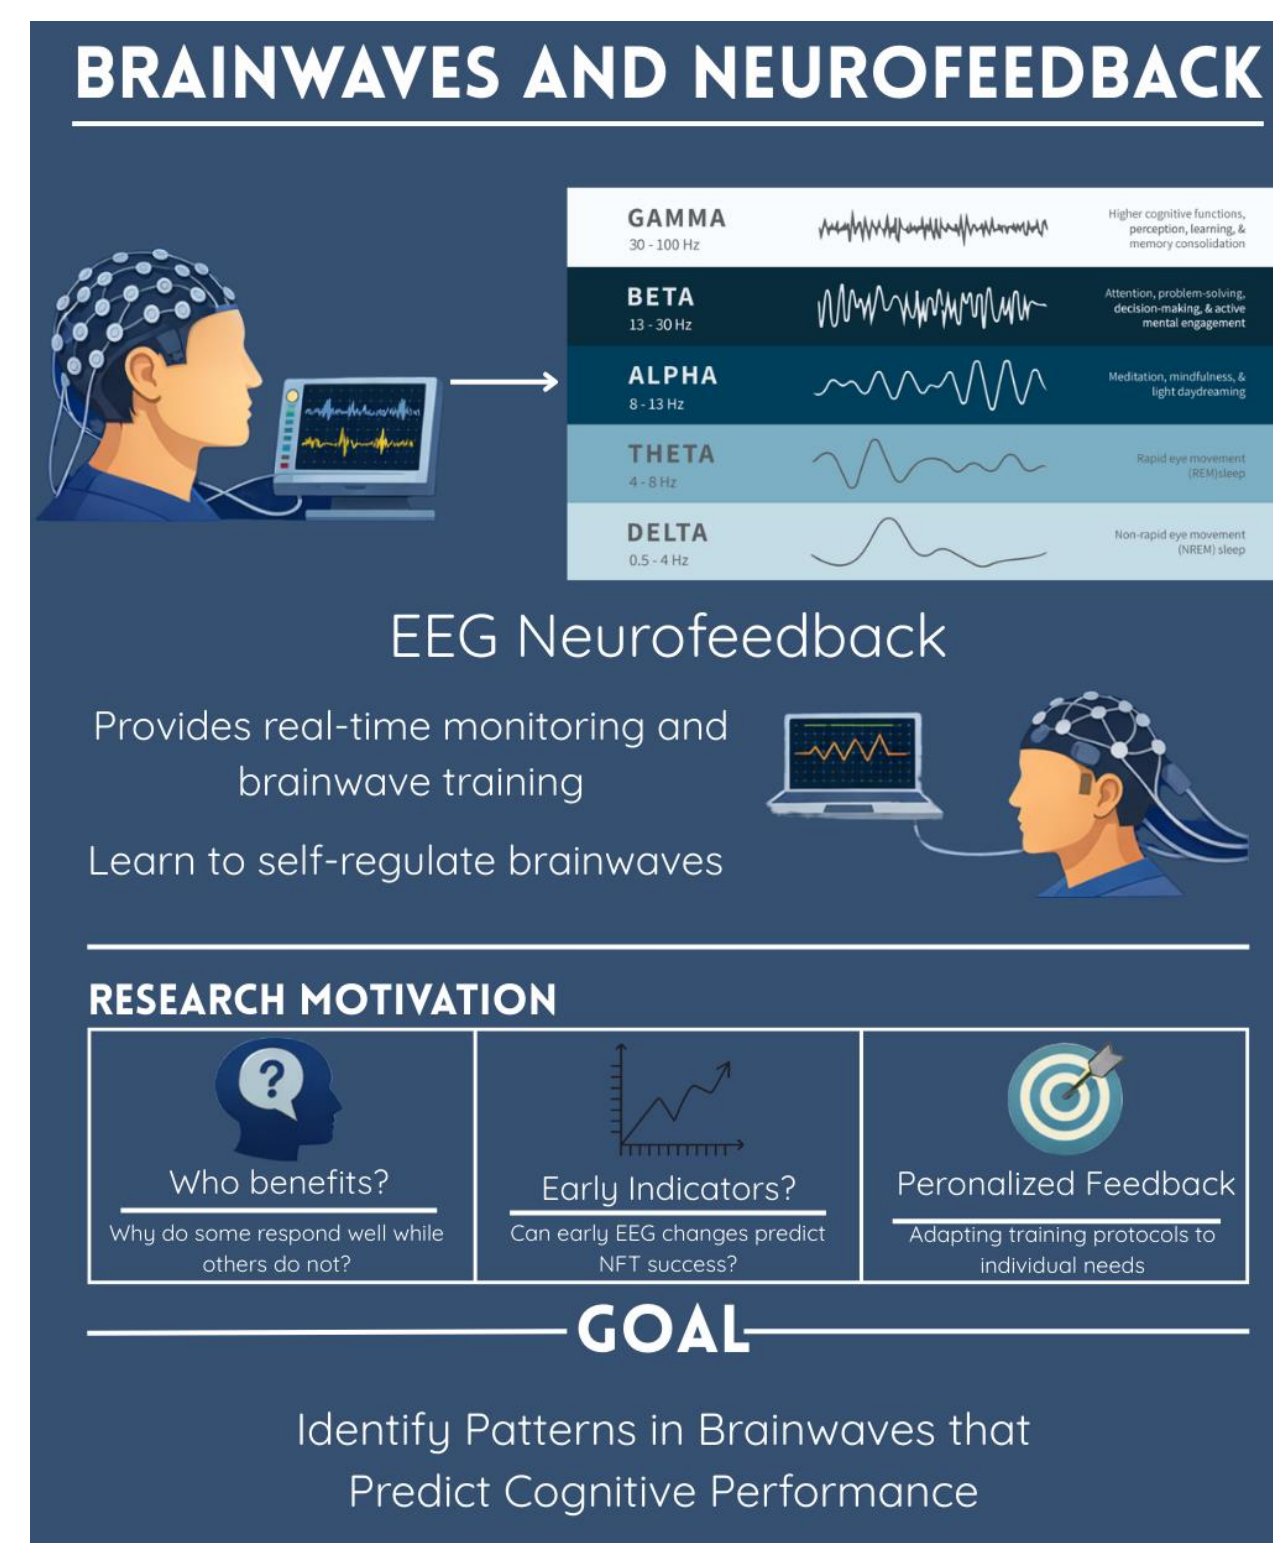 BRAINWAVES AND NEUROFEEDBACK
GAMMA
30 - 100 Hz
Higher cognitive functions,
perception, learning, &
memory consolidation
BETA
13 - 30 Hz
Attention, problem-solving,
decision-making, & active
mental engagement
ALPHA
8 - 13 Hz
Meditation, mindfulness, &
light daydreaming
THETA
4 - 8 Hz
Rapid eye movement
(REM)sleep
DELTA
0.5 - 4 Hz
Non-rapid eye movement
(NREM) sleep
EEG Neurofeedback
Provides real-time monitoring and
brainwave training
Learn to self-regulate brainwaves
RESEARCH MOTIVATION
?
Who benefits?
Why do some respond well while
others do not?
Early Indicators?
Can early EEG changes predict
NFT success?
Peronalized Feedback
Adapting training protocols to
individual needs
GOAL
Identify Patterns in Brainwaves that
Predict Cognitive Performance